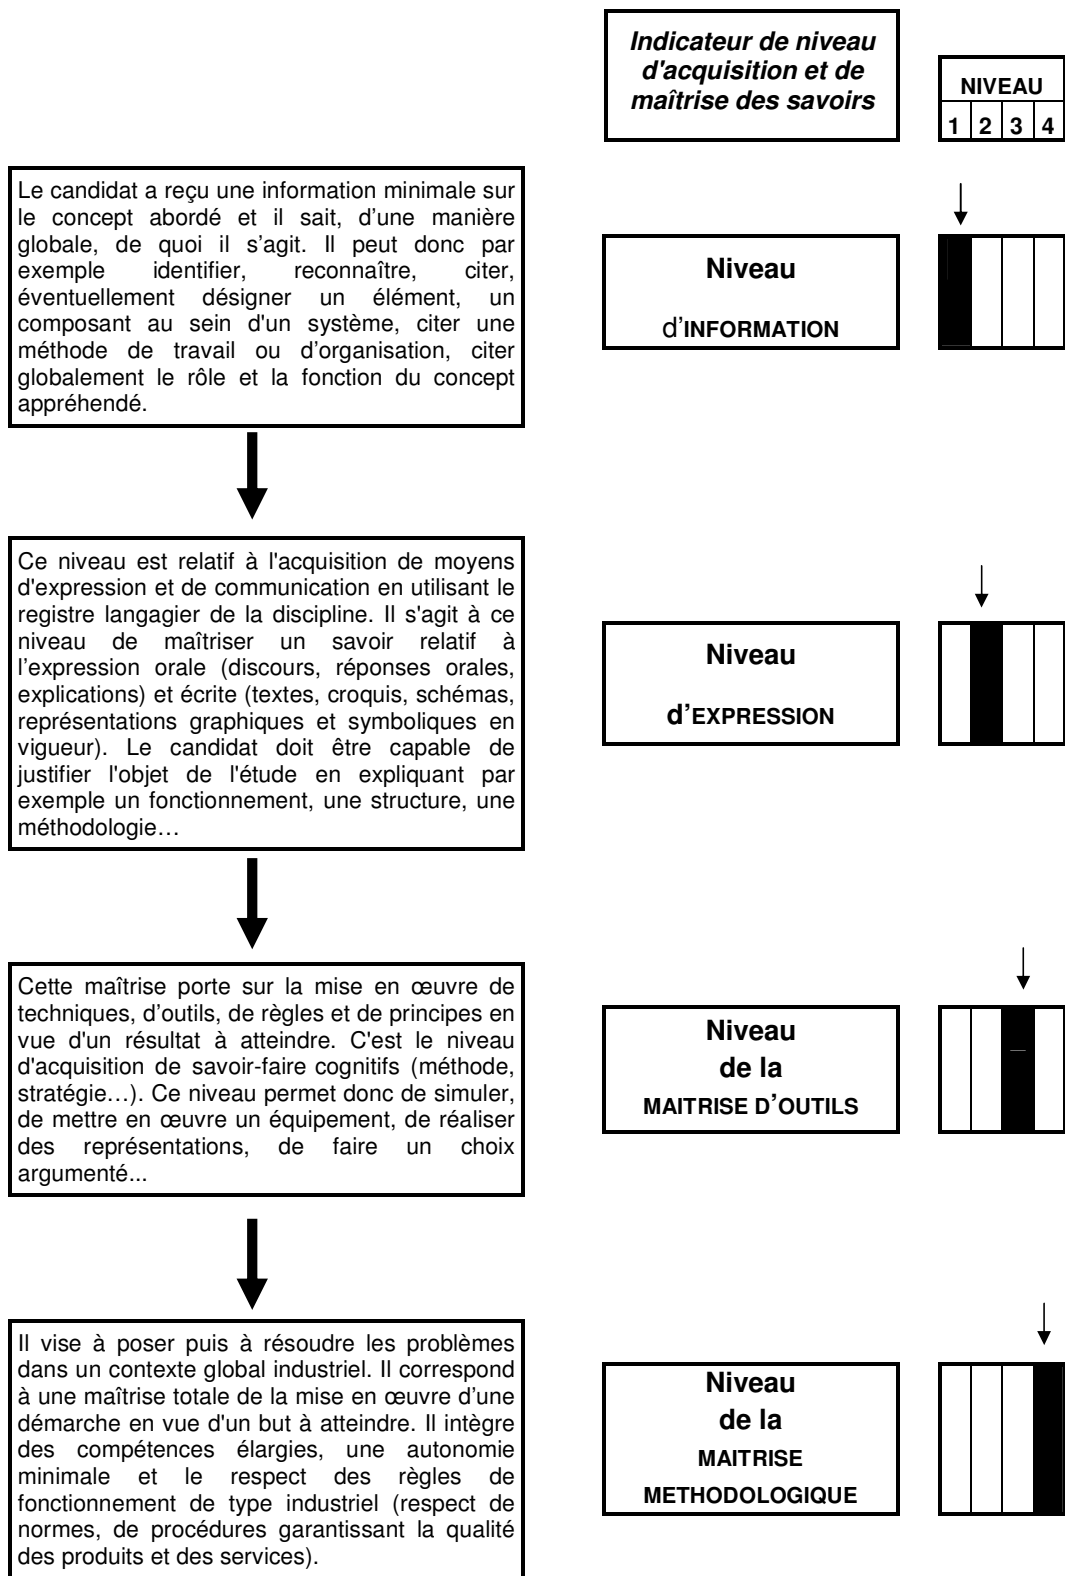 Indicateur de niveau
d'acquisition et de
maîtrise des savoirs
NIVEAU
1 2 3 4
Le candidat a reçu une information minimale sur
le concept abordé et il sait, d’une manière
globale, de quoi il s’agit. Il peut donc par
exemple identifier, reconnaître, citer,
éventuellement désigner un élément, un
composant au sein d'un système, citer une
méthode de travail ou d’organisation, citer
globalement le rôle et la fonction du concept
appréhendé.
Niveau
d’INFORMATION
Ce niveau est relatif à l'acquisition de moyens
d'expression et de communication en utilisant le
registre langagier de la discipline. Il s'agit à ce
niveau de maîtriser un savoir relatif à
l’expression orale (discours, réponses orales,
explications) et écrite (textes, croquis, schémas,
représentations graphiques et symboliques en
vigueur). Le candidat doit être capable de
justifier l'objet de l'étude en expliquant par
exemple un fonctionnement, une structure, une
méthodologie…
Niveau
d’EXPRESSION
Cette maîtrise porte sur la mise en œuvre de
techniques, d’outils, de règles et de principes en
vue d'un résultat à atteindre. C'est le niveau
d'acquisition de savoir-faire cognitifs (méthode,
stratégie…). Ce niveau permet donc de simuler,
de mettre en œuvre un équipement, de réaliser
des représentations, de faire un choix
argumenté...
Niveau
de la
MAITRISE D’OUTILS
Il vise à poser puis à résoudre les problèmes
dans un contexte global industriel. Il correspond
à une maîtrise totale de la mise en œuvre d’une
démarche en vue d'un but à atteindre. Il intègre
des compétences élargies, une autonomie
minimale et le respect des règles de
fonctionnement de type industriel (respect de
normes, de procédures garantissant la qualité
des produits et des services).
Niveau
de la
MAITRISE
METHODOLOGIQUE